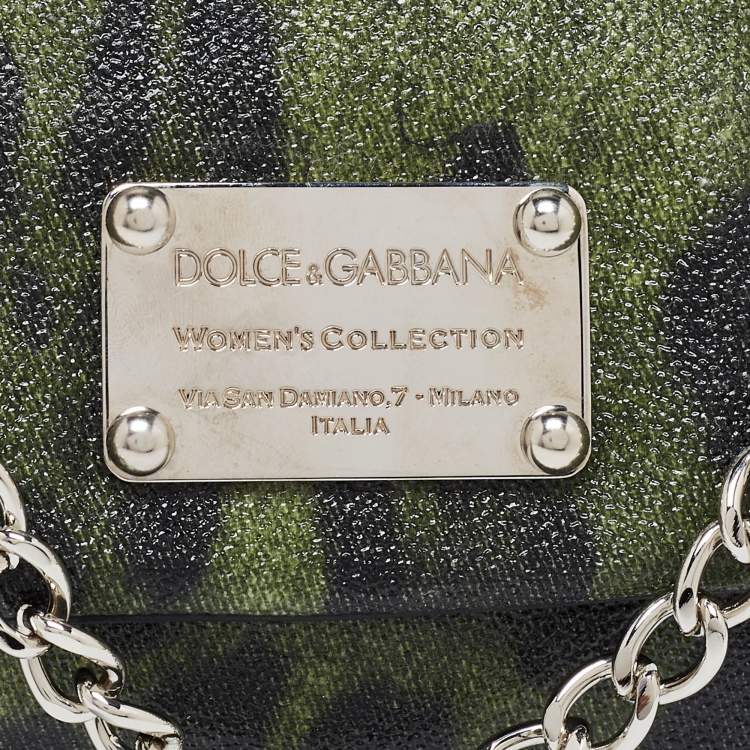 DOLCE & GABBANA
WOMEN'S COLLECTION
VIA SAN DAMIANO,7 - MILANO
ITALIA